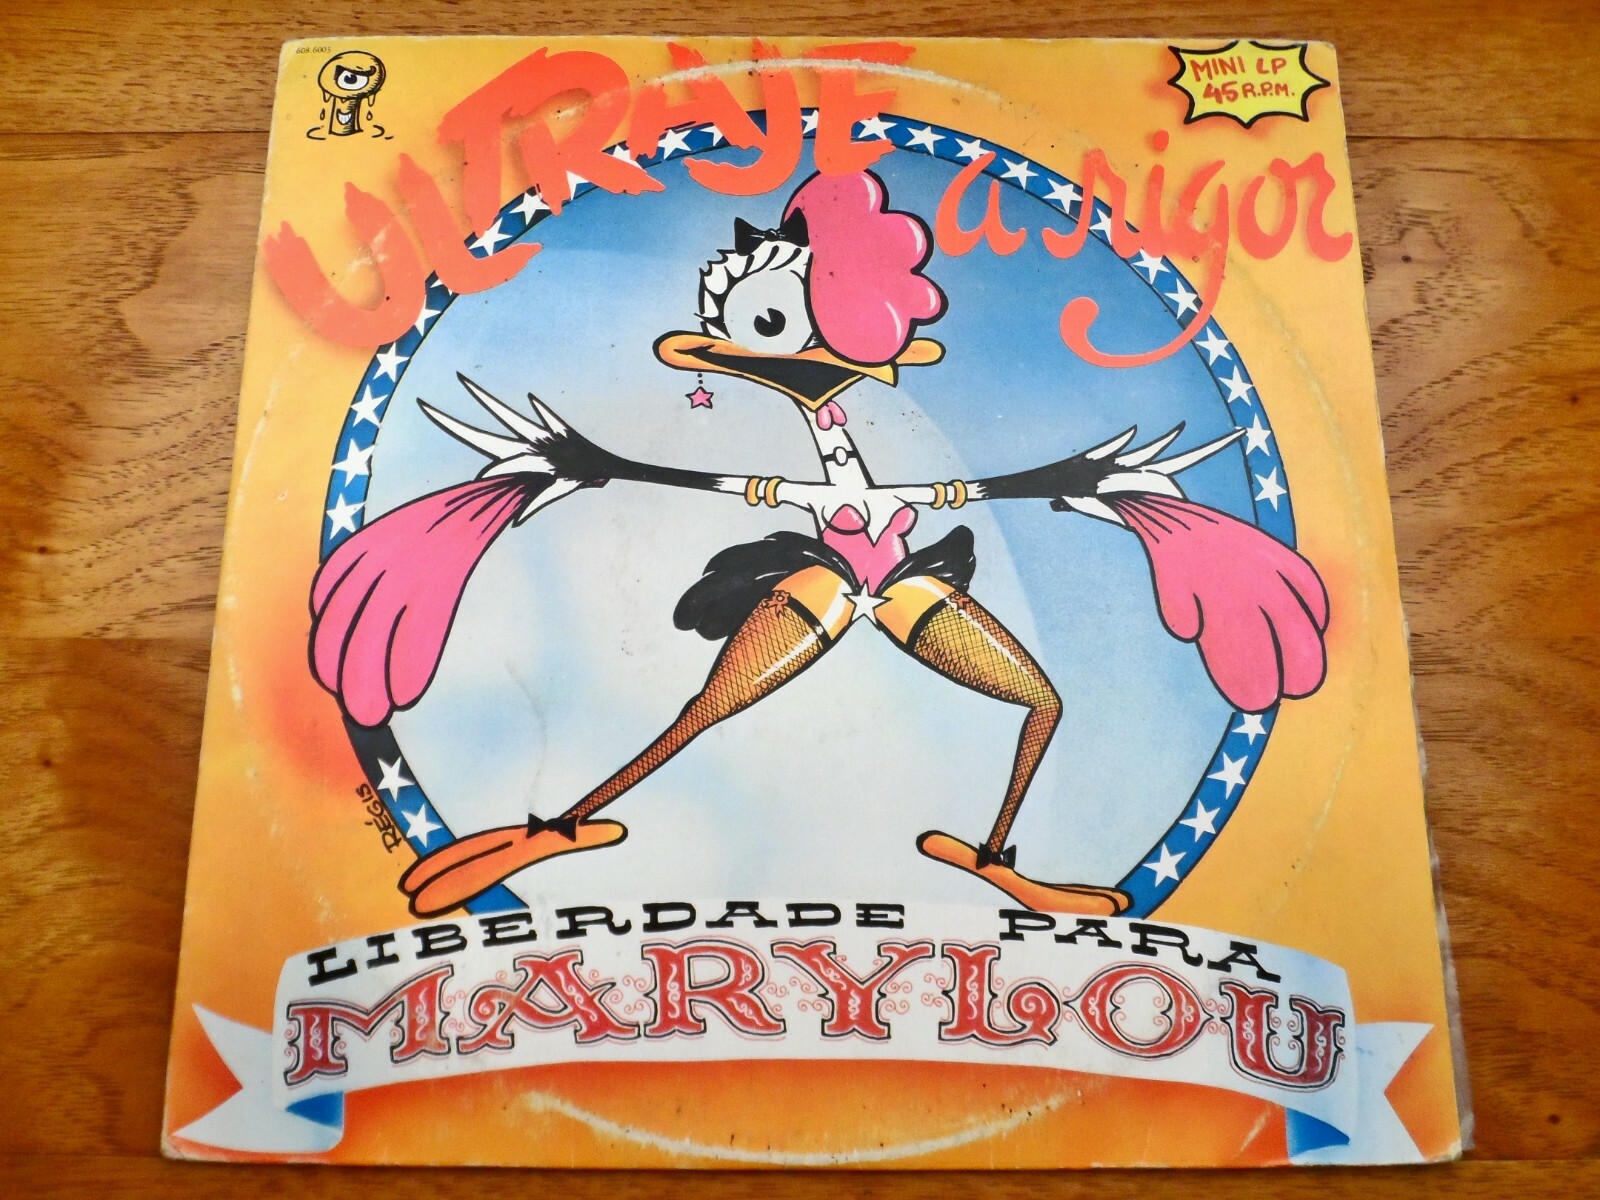 608.6005
MINI LP
45 R.P.M.
ULTRAJE
a rigor
RÉGIS
LIBERDADE PARA
MARYLOU